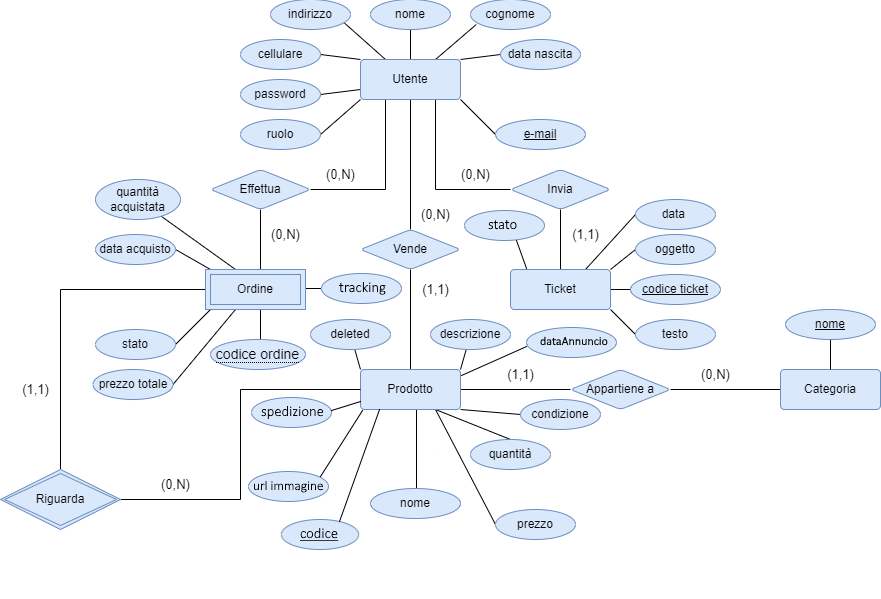 indirizzo
nome
cognome
cellulare
data nascita
Utente
password
ruolo
e-mail
Effettua
(0,N)
(0,N)
Invia
quantità
acquistata
(0,N)
data
stato
(0,N)
(1,1)
data acquisto
Vende
oggetto
Ordine
tracking
(1,1)
Ticket
codice ticket
nome
deleted
descrizione
testo
stato
codice ordine
dataAnnuncio
(1,1)
prezzo totale
Prodotto
(1,1)
Appartiene a
(0,N)
Categoria
spedizione
condizione
quantità
(0,N)
url immagine
Riguarda
nome
codice
prezzo